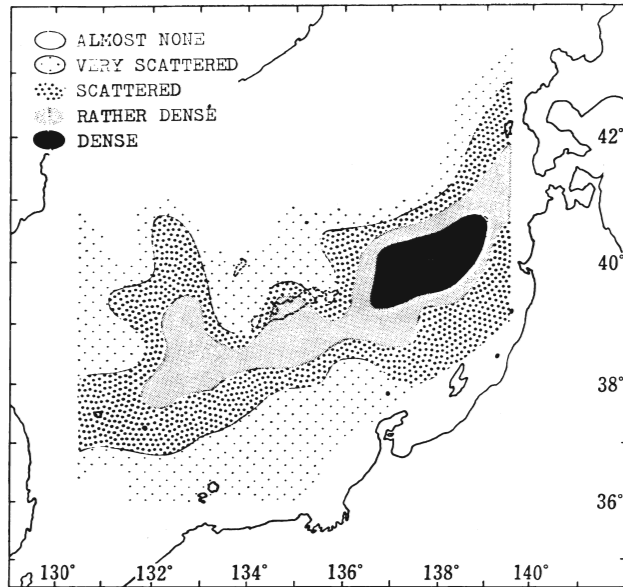 ALMOST NONE
VERY SCATTERED
SCATTERED
RATHER DENSE
DENSE
42°
40°
38°
36°
130° 132° 134° 136° 138° 140°